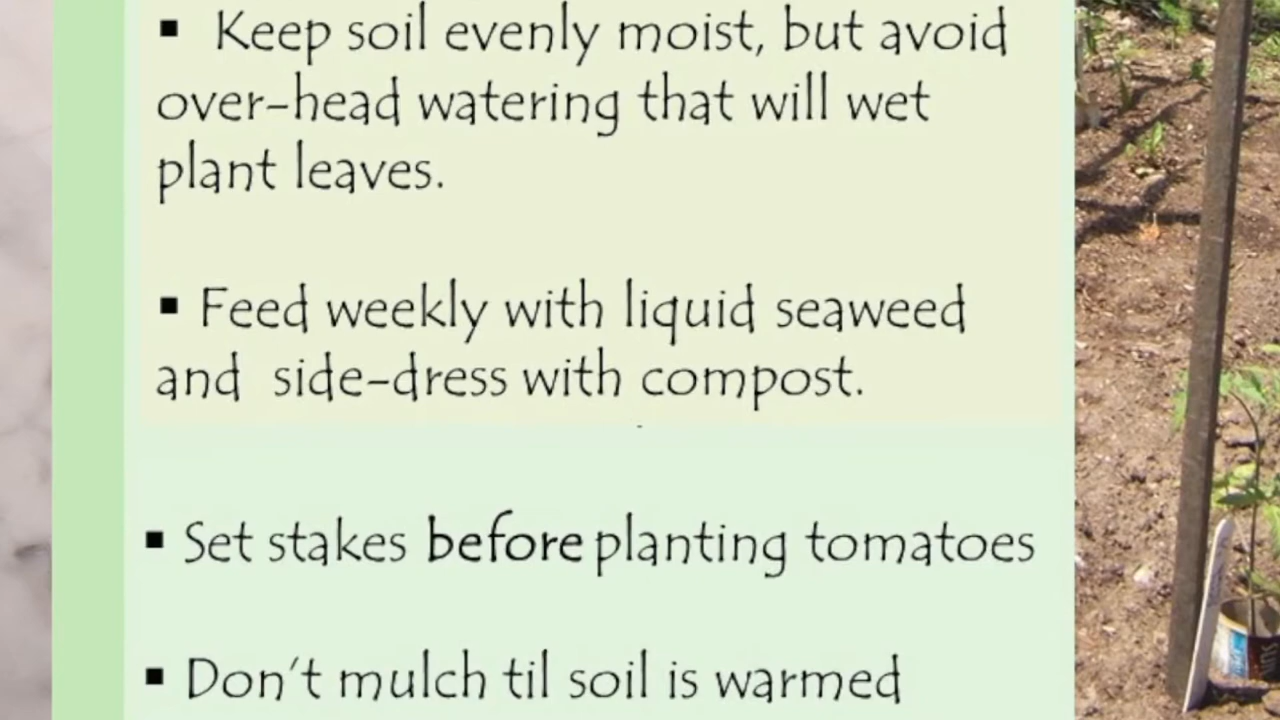 ▪ Keep soil evenly moist, but avoid
over-head watering that will wet
plant leaves.
▪ Feed weekly with liquid seaweed
and side-dress with compost.
▪ Set stakes before planting tomatoes
▪ Don't mulch til soil is warmed